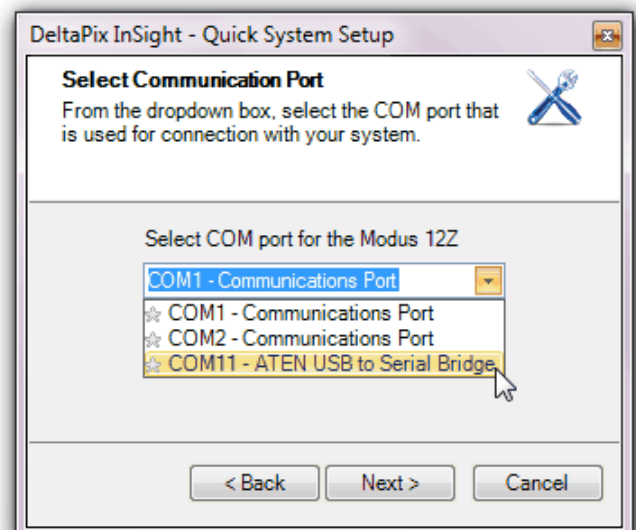 DeltaPix InSight - Quick System Setup
Select Communication Port
From the dropdown box, select the COM port that
is used for connection with your system.
Select COM port for the Modus 12Z
COM1 - Communications Port
COM1 - Communications Port
COM2 - Communications Port
COM11 - ATEN USB to Serial Bridge
< Back
Next >
Cancel